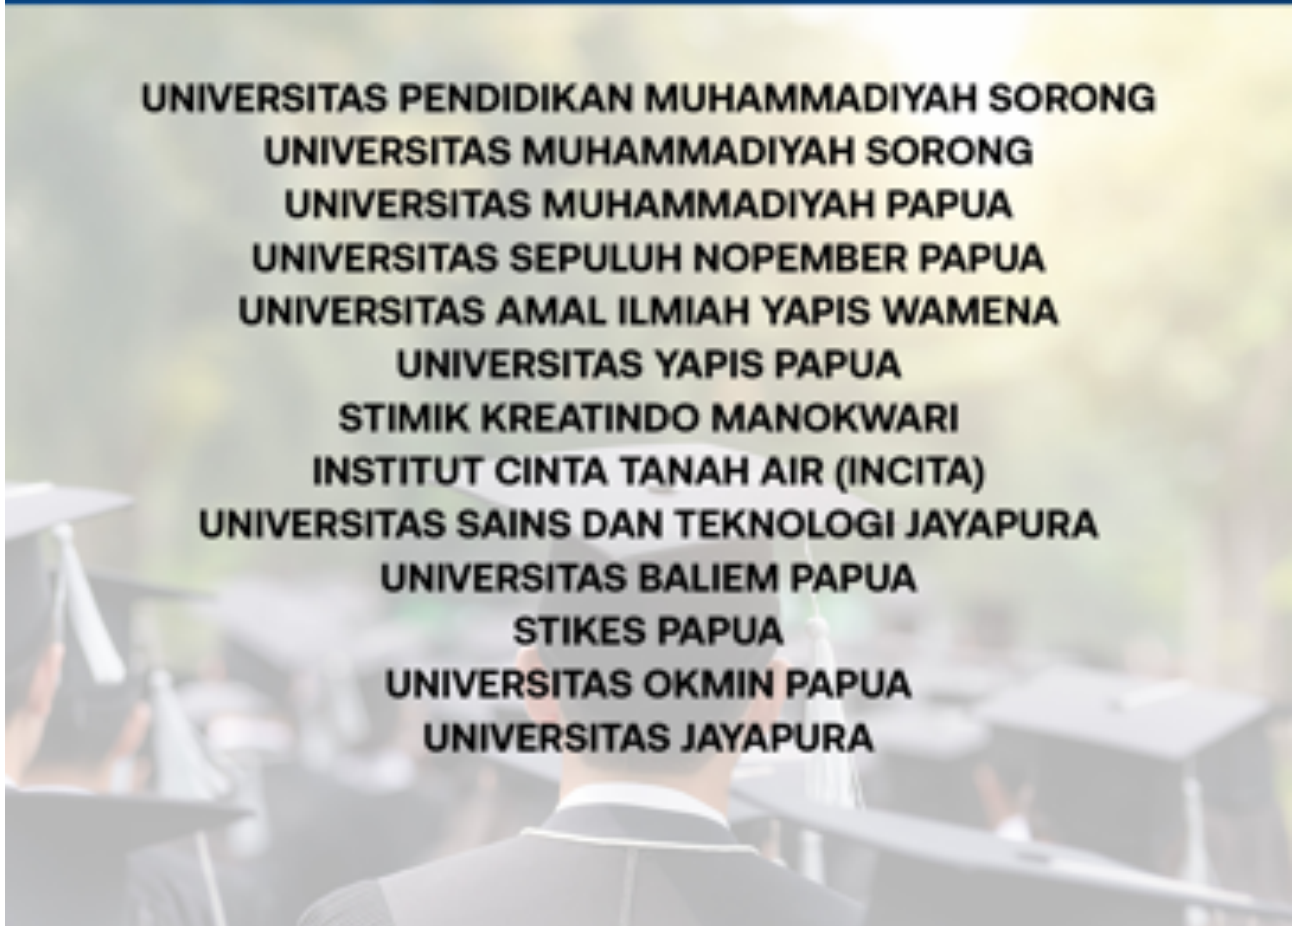 UNIVERSITAS PENDIDIKAN MUHAMMADIYAH SORONG
UNIVERSITAS MUHAMMADIYAH SORONG
UNIVERSITAS MUHAMMADIYAH PAPUA
UNIVERSITAS SEPULUH NOPEMBER PAPUA
UNIVERSITAS AMAL ILMIAH YAPIS WAMENA
UNIVERSITAS YAPIS PAPUA
STIMIK KREATINDO MANOKWARI
INSTITUT CINTA TANAH AIR (INCITA)
UNIVERSITAS SAINS DAN TEKNOLOGI JAYAPURA
UNIVERSITAS BALIEM PAPUA
STIKES PAPUA
UNIVERSITAS OKMIN PAPUA
UNIVERSITAS JAYAPURA